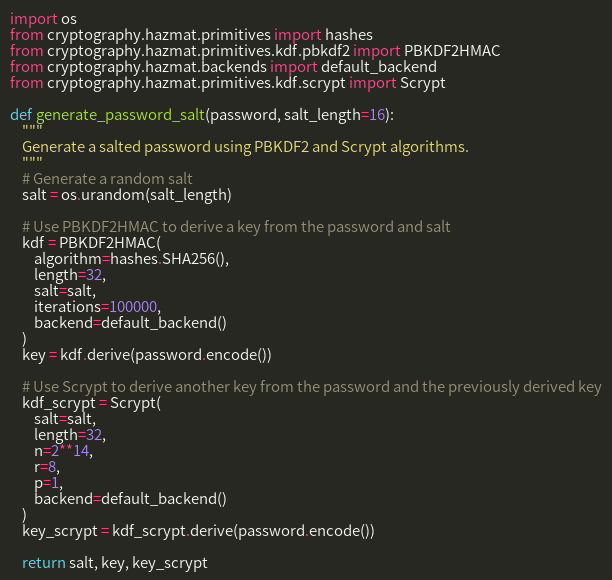 import os
from cryptography.hazmat.primitives import hashes
from cryptography.hazmat.primitives.kdf.pbkdf2 import PBKDF2HMAC
from cryptography.hazmat.backends import default_backend
from cryptography.hazmat.primitives.kdf.scrypt import Scrypt

def generate_password_salt(password, salt_length=16):
    """
    Generate a salted password using PBKDF2 and Scrypt algorithms.
    """
    # Generate a random salt
    salt = os.urandom(salt_length)

    # Use PBKDF2HMAC to derive a key from the password and salt
    kdf = PBKDF2HMAC(
        algorithm=hashes.SHA256(),
        length=32,
        salt=salt,
        iterations=100000,
        backend=default_backend()
    )
    key = kdf.derive(password.encode())

    # Use Scrypt to derive another key from the password and the previously derived key
    kdf_scrypt = Scrypt(
        salt=salt,
        length=32,
        n=2**14,
        r=8,
        p=1,
        backend=default_backend()
    )
    key_scrypt = kdf_scrypt.derive(password.encode())

    return salt, key, key_scrypt